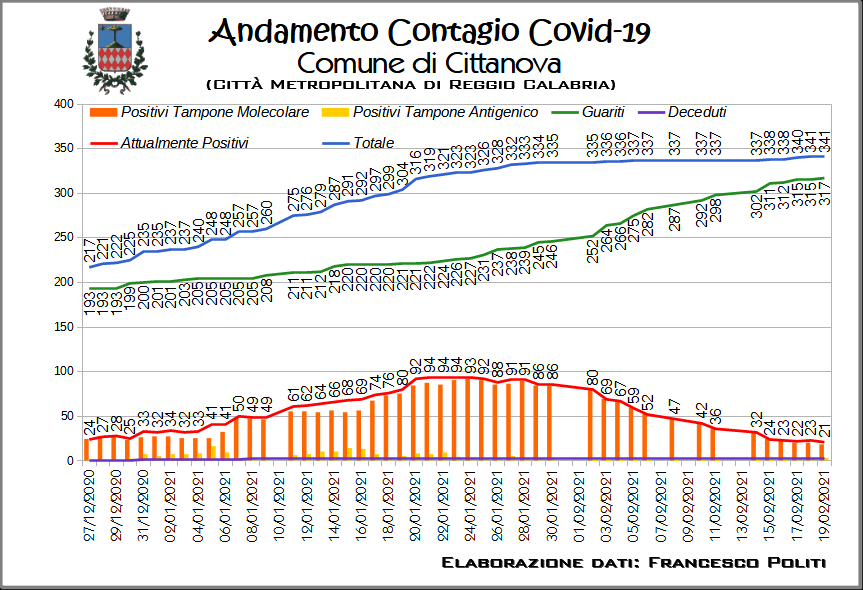 Andamento Contagio Covid-19
Comune di Cittanova
(Città Metropolitana di Reggio Calabria)
Positivi Tampone Molecolare Positivi Tampone Antigenico Guariti Deceduti
Attualmente Positivi Totale
400
350
300
250
200
150
100
50
0
217 221 222 225 235 235 237 237 240 248 248 257 257 260 275 276 279 287 291 292 297 299 304 316 319 321 323 323 326 328 332 333 334 335 335 336 336 337 337 337 337 337 337 338 338 340 341 341
193 193 193 199 200 201 201 203 205 205 205 205 205 208 211 211 212 218 220 220 220 220 221 221 222 224 226 227 231 237 238 239 245 246 252 264 266 275 282 287 292 298 302 311 312 315 315 317
24 27 28 25 33 32 34 32 33 41 41 50 49 49 61 62 64 66 68 69 74 76 80 92 94 94 94 93 92 88 91 91 86 86 80 69 67 59 52 47 42 36 32 24 23 22 23 21
27/12/2020 29/12/2020 31/12/2020 02/01/2021 04/01/2021 06/01/2021 08/01/2021 10/01/2021 12/01/2021 14/01/2021 16/01/2021 18/01/2021 20/01/2021 22/01/2021 24/01/2021 26/01/2021 28/01/2021 30/01/2021 01/02/2021 03/02/2021 05/02/2021 07/02/2021 09/02/2021 11/02/2021 13/02/2021 15/02/2021 17/02/2021 19/02/2021
Elaborazione dati: Francesco Politi